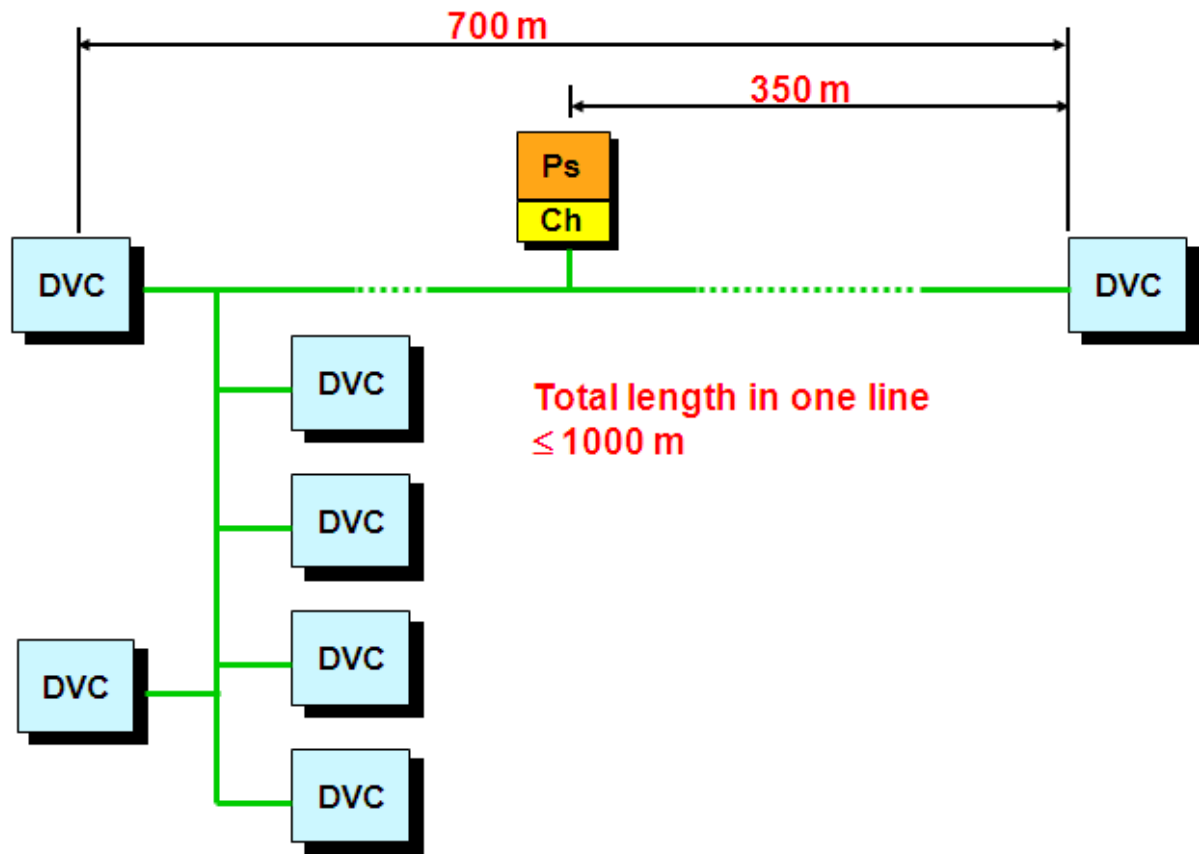 700 m
350 m
Ps
Ch
DVC
DVC
DVC
Total length in one line
≤ 1000 m
DVC
DVC
DVC
DVC